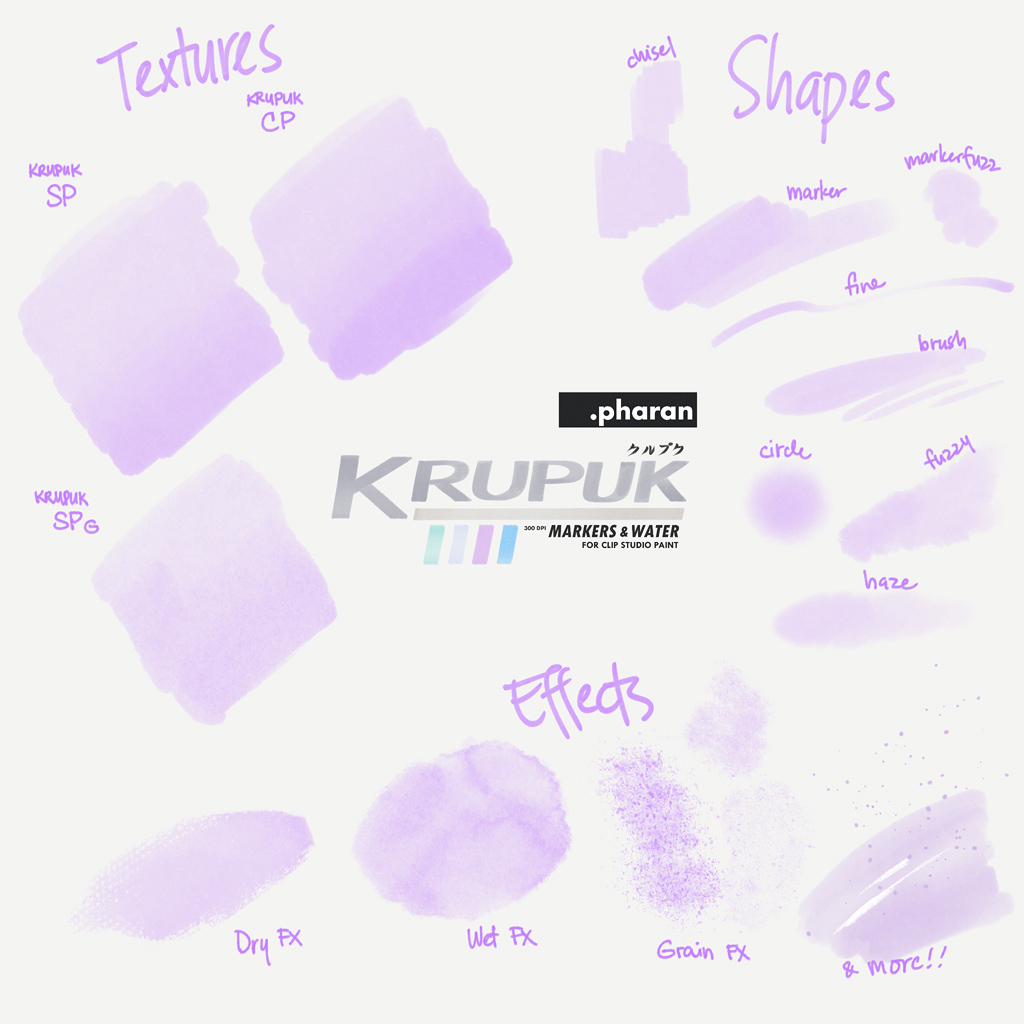 Textures
KRUPUK
CP
KRUPUK
SP
KRUPUK
SPG
Shapes
chisel
markerfuzz
marker
fine
brush
circle
fuzzy
haze
.pharan
クルプク
KRUPUK
300 DPI MARKERS & WATER
FOR CLIP STUDIO PAINT
Effects
Dry FX
Wet FX
Grain FX
& more!!